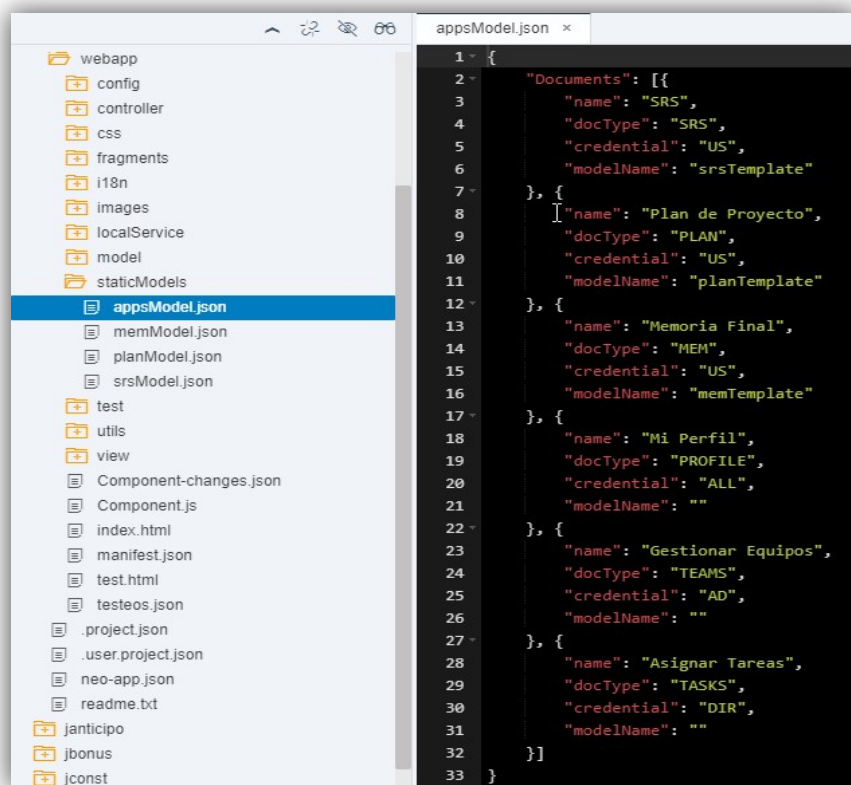 webapp
config
controller
css
fragments
i18n
images
localService
model
staticModels
appsModel.json
memModel.json
planModel.json
srsModel.json
test
utils
view
Component-changes.json
Component.js
index.html
manifest.json
test.html
testeos.json
.project.json
.user.project.json
neo-app.json
readme.txt
janticipo
jbonus
jconst
appsModel.json ×
1 {
2 "Documents": [{
3 "name": "SRS",
4 "docType": "SRS",
5 "credential": "US",
6 "modelName": "srsTemplate"
7 }, {
8 "name": "Plan de Proyecto",
9 "docType": "PLAN",
10 "credential": "US",
11 "modelName": "planTemplate"
12 }, {
13 "name": "Memoria Final",
14 "docType": "MEM",
15 "credential": "US",
16 "modelName": "memTemplate"
17 }, {
18 "name": "Mi Perfil",
19 "docType": "PROFILE",
20 "credential": "ALL",
21 "modelName": ""
22 }, {
23 "name": "Gestionar Equipos",
24 "docType": "TEAMS",
25 "credential": "AD",
26 "modelName": ""
27 }, {
28 "name": "Asignar Tareas",
29 "docType": "TASKS",
30 "credential": "DIR",
31 "modelName": ""
32 }]
33 }